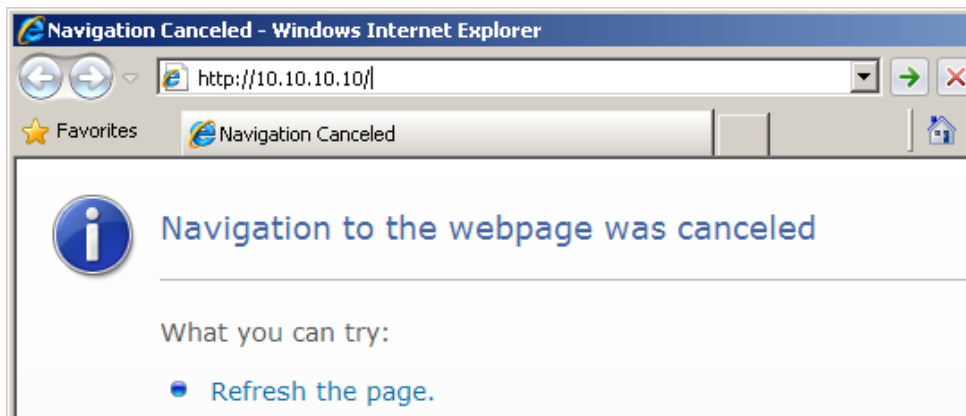 Navigation Canceled - Windows Internet Explorer
http://10.10.10.10/
Favorites
Navigation Canceled
Navigation to the webpage was canceled
What you can try:
Refresh the page.